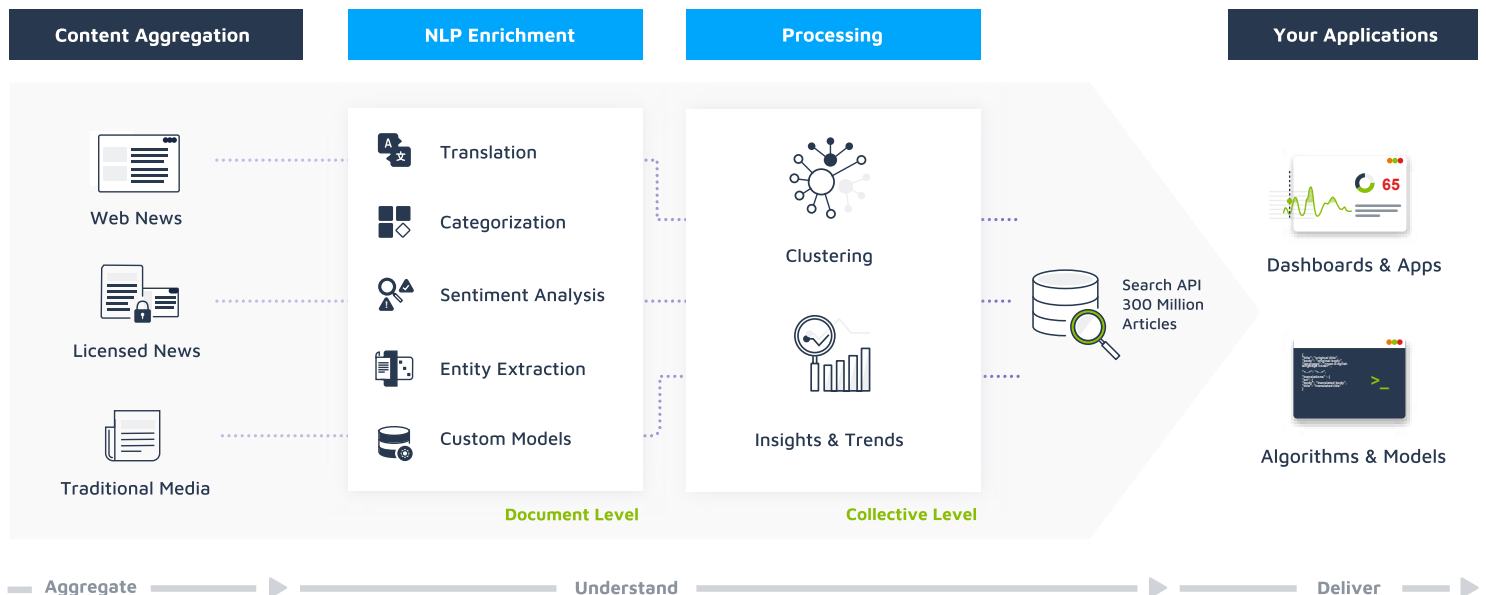 Content Aggregation
NLP Enrichment
Processing
Your Applications
Web News
Licensed News
Traditional Media
A
文
Translation
Categorization
Sentiment Analysis
Entity Extraction
Custom Models
Document Level
Clustering
Insights & Trends
Collective Level
Search API
300 Million
Articles
65
Dashboards & Apps
>_
Algorithms & Models
Aggregate
Understand
Deliver